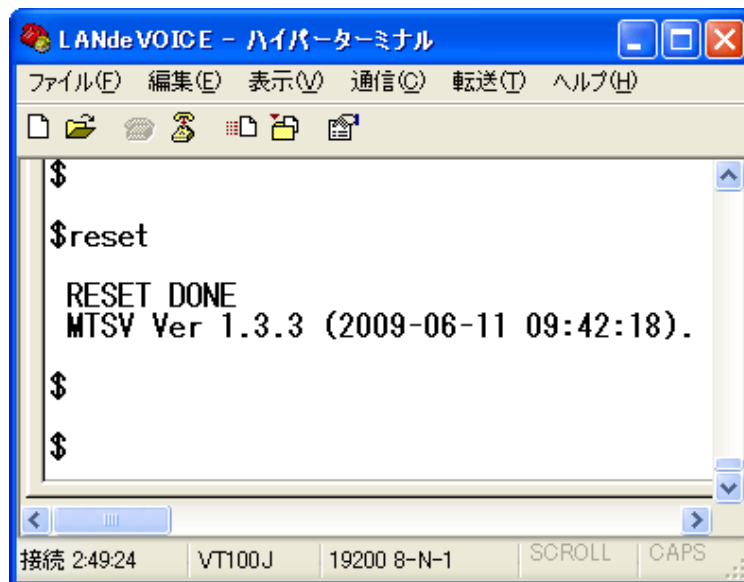 LANdeVOICE - ハイパーターミナル
ファイル(F) 編集(E) 表示(V) 通信(C) 転送(T) ヘルプ(H)
$
$reset
RESET DONE
MTSV Ver 1.3.3 (2009-06-11 09:42:18).
$
$
接続 2:49:24 VT100J 19200 8-N-1 SCROLL CAPS